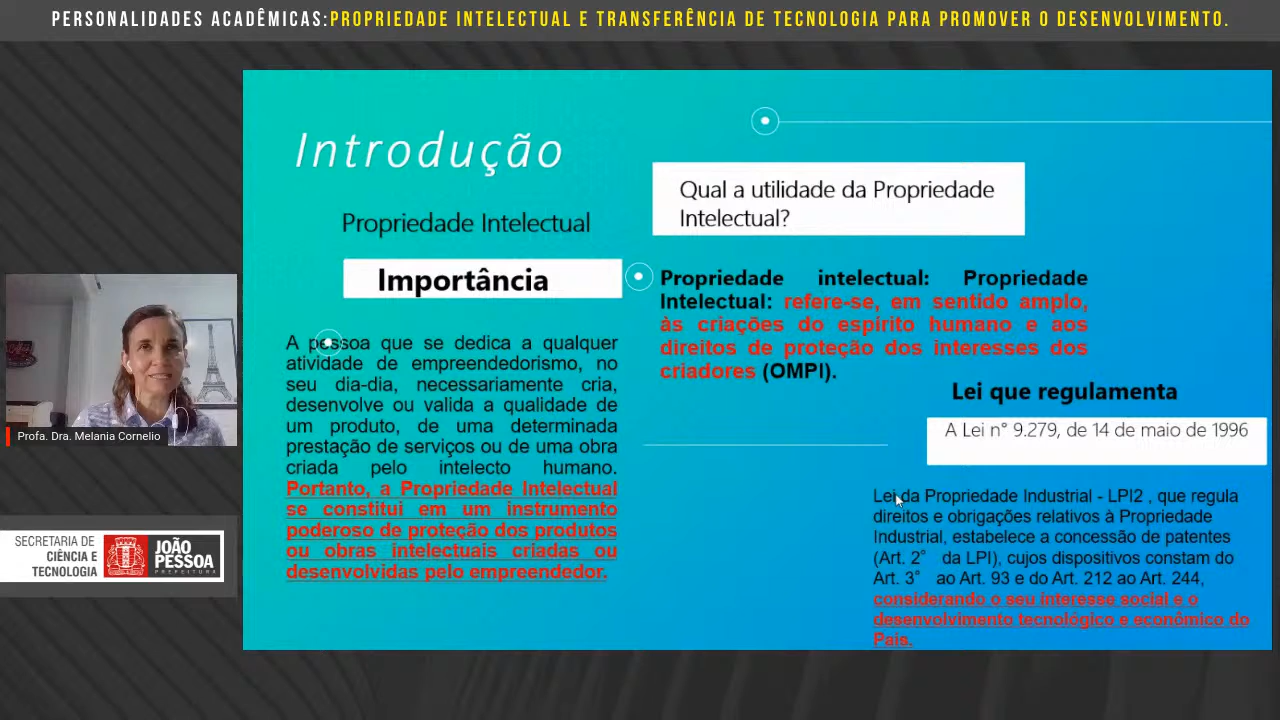 PERSONALIDADES ACADÊMICAS:PROPRIEDADE INTELECTUAL E TRANSFERÊNCIA DE TECNOLOGIA PARA PROMOVER O DESENVOLVIMENTO.
Introdução
Propriedade Intelectual
Importância
A pessoa que se dedica a qualquer
atividade de empreendedorismo, no
seu dia-dia, necessariamente cria,
desenvolve ou valida a qualidade de
um produto, de uma determinada
prestação de serviços ou de uma obra
criada pelo intelecto humano.
Portanto, a Propriedade Intelectual
se constitui em um instrumento
poderoso de proteção dos produtos
ou obras intelectuais criadas ou
desenvolvidas pelo empreendedor.
Qual a utilidade da Propriedade
Intelectual?
Propriedade intelectual: Propriedade
Intelectual: refere-se, em sentido amplo,
às criações do espírito humano e aos
direitos de proteção dos interesses dos
criadores (OMPI).
Lei que regulamenta
A Lei n° 9.279, de 14 de maio de 1996
Lei da Propriedade Industrial - LPI2 , que regula
direitos e obrigações relativos à Propriedade
Industrial, estabelece a concessão de patentes
(Art. 2° da LPI), cujos dispositivos constam do
Art. 3° ao Art. 93 e do Art. 212 ao Art. 244,
considerando o seu interesse social e o
desenvolvimento tecnológico e econômico do
País.
Profa. Dra. Melania Cornelio
SECRETARIA DE
CIÊNCIA E
TECNOLOGIA
JOÃO
PESSOA
PREFEITURA